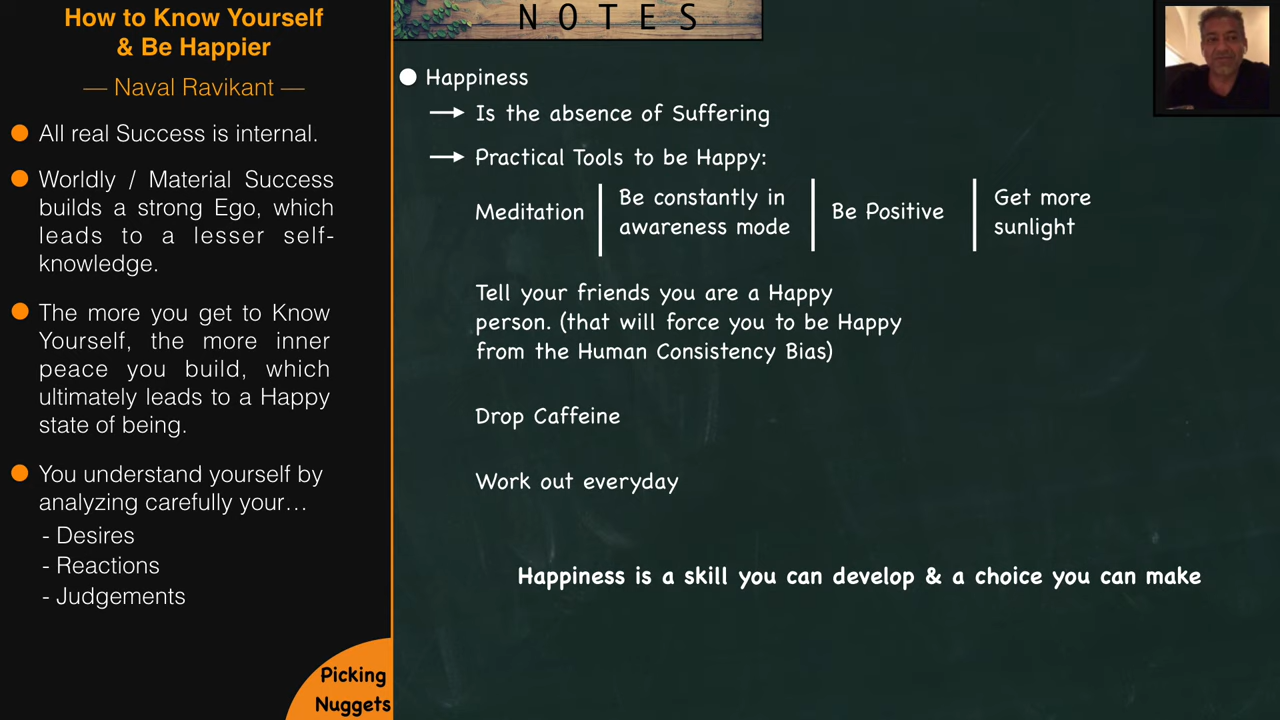 How to Know Yourself
& Be Happier
— Naval Ravikant —
All real Success is internal.
Worldly / Material Success
builds a strong Ego, which
leads to a lesser self-
knowledge.
The more you get to Know
Yourself, the more inner
peace you build, which
ultimately leads to a Happy
state of being.
You understand yourself by
analyzing carefully your…
- Desires
- Reactions
- Judgements
Picking
Nuggets
NOTES
Happiness
Is the absence of Suffering
Practical Tools to be Happy:
Meditation
Be constantly in
awareness mode
Be Positive
Get more
sunlight
Tell your friends you are a Happy
person. (that will force you to be Happy
from the Human Consistency Bias)
Drop Caffeine
Work out everyday
Happiness is a skill you can develop & a choice you can make